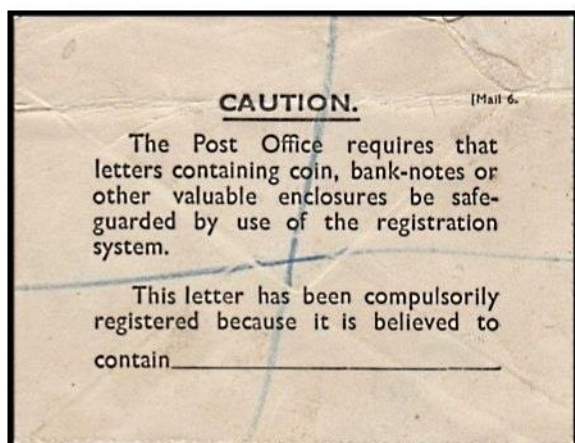 CAUTION.
[Mail 6.
The Post Office requires that
letters containing coin, bank-notes or
other valuable enclosures be safe-
guarded by use of the registration
system.
This letter has been compulsorily
registered because it is believed to
contain